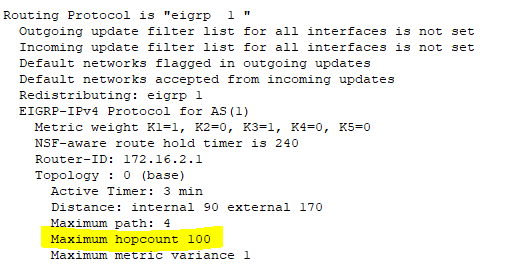 Routing Protocol is "eigrp  1 "
Outgoing update filter list for all interfaces is not set
Incoming update filter list for all interfaces is not set
Default networks flagged in outgoing updates
Default networks accepted from incoming updates
Redistributing: eigrp 1
EIGRP-IPv4 Protocol for AS(1)
Metric weight K1=1, K2=0, K3=1, K4=0, K5=0
NSF-aware route hold timer is 240
Router-ID: 172.16.2.1
Topology : 0 (base)
Active Timer: 3 min
Distance: internal 90 external 170
Maximum path: 4
Maximum hopcount 100
Maximum metric variance 1